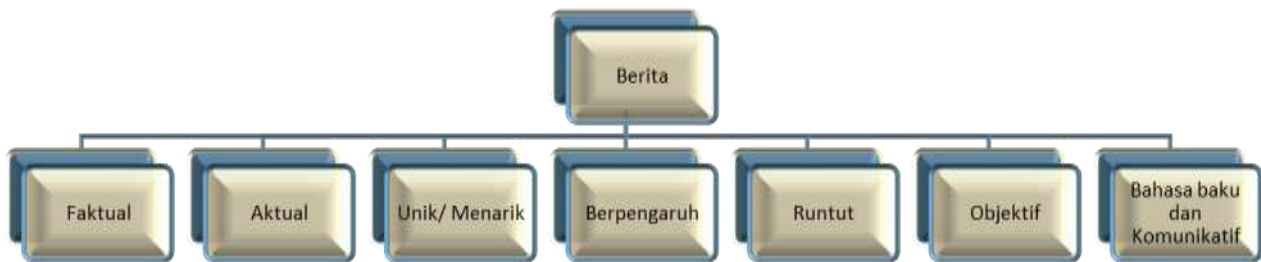 Berita
Faktual
Aktual
Unik/ Menarik
Berpengaruh
Runtut
Objektif
Bahasa baku
dan
Komunikatif